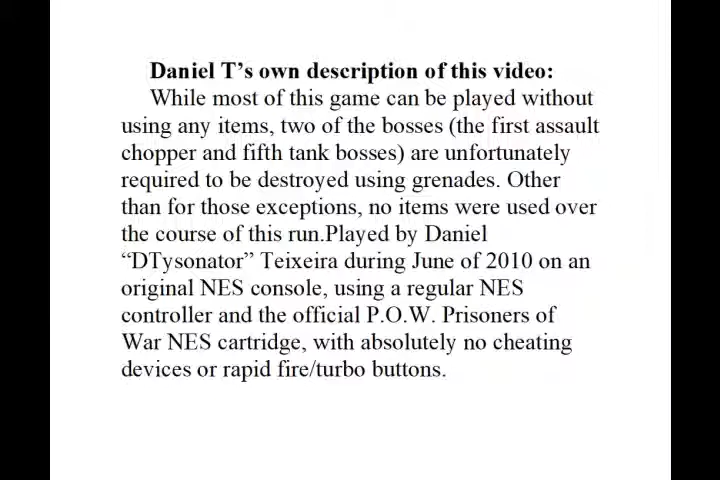 Daniel T’s own description of this video:
While most of this game can be played without
using any items, two of the bosses (the first assault
chopper and fifth tank bosses) are unfortunately
required to be destroyed using grenades. Other
than for those exceptions, no items were used over
the course of this run.Played by Daniel
“DTysonator” Teixeira during June of 2010 on an
original NES console, using a regular NES
controller and the official P.O.W. Prisoners of
War NES cartridge, with absolutely no cheating
devices or rapid fire/turbo buttons.